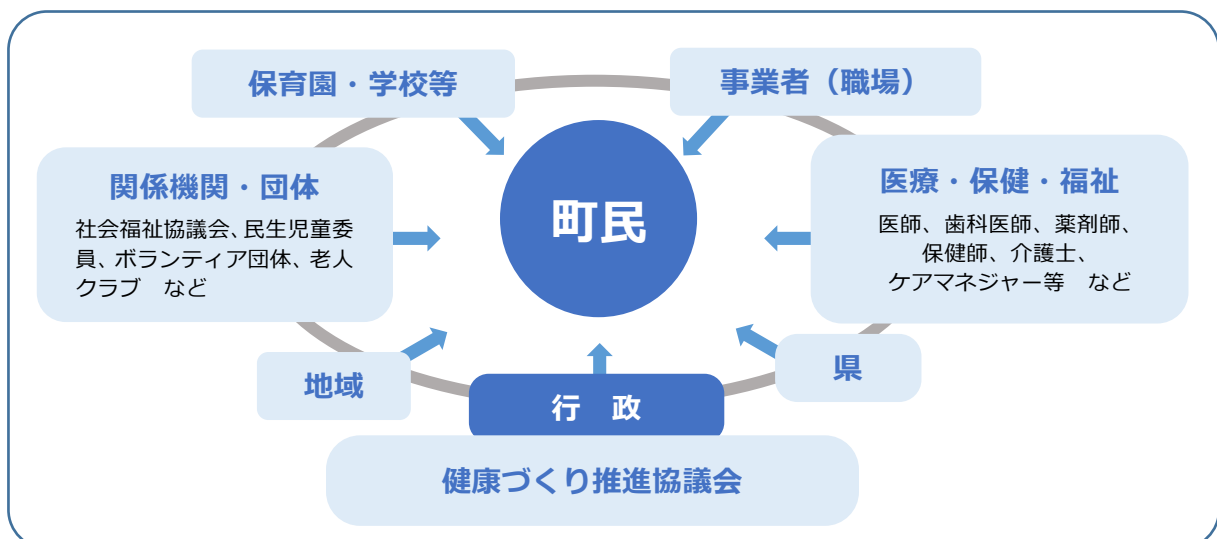 保育園・学校等
事業者（職場）
関係機関・団体
社会福祉協議会、民生児童委
員、ボランティア団体、老人
クラブ　など
町民
医療・保健・福祉
医師、歯科医師、薬剤師、
保健師、介護士、
ケアマネジャー等　など
地域
県
行　政
健康づくり推進協議会